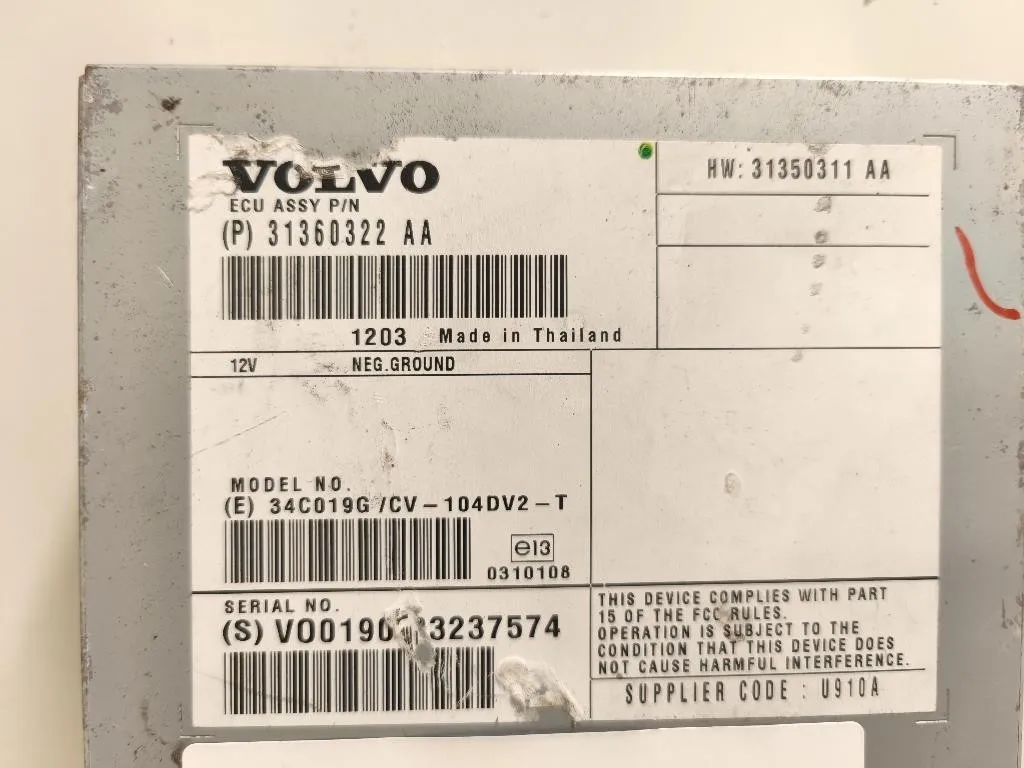 VOLVO
ECU ASSY P/N
(P) 31360322 AA
HW: 31350311 AA
1203 Made in Thailand
12V NEG.GROUND
MODEL NO.
(E) 34C019G/CV-104DV2-T
e13
0310108
SERIAL NO.
(S)
THIS DEVICE COMPLIES WITH PART
15 OF THE FCC RULES.
OPERATION IS SUBJECT TO THE
CONDITION THAT THIS DEVICE DOES
NOT CAUSE HARMFUL INTERFERENCE.
SUPPLIER CODE : U910A